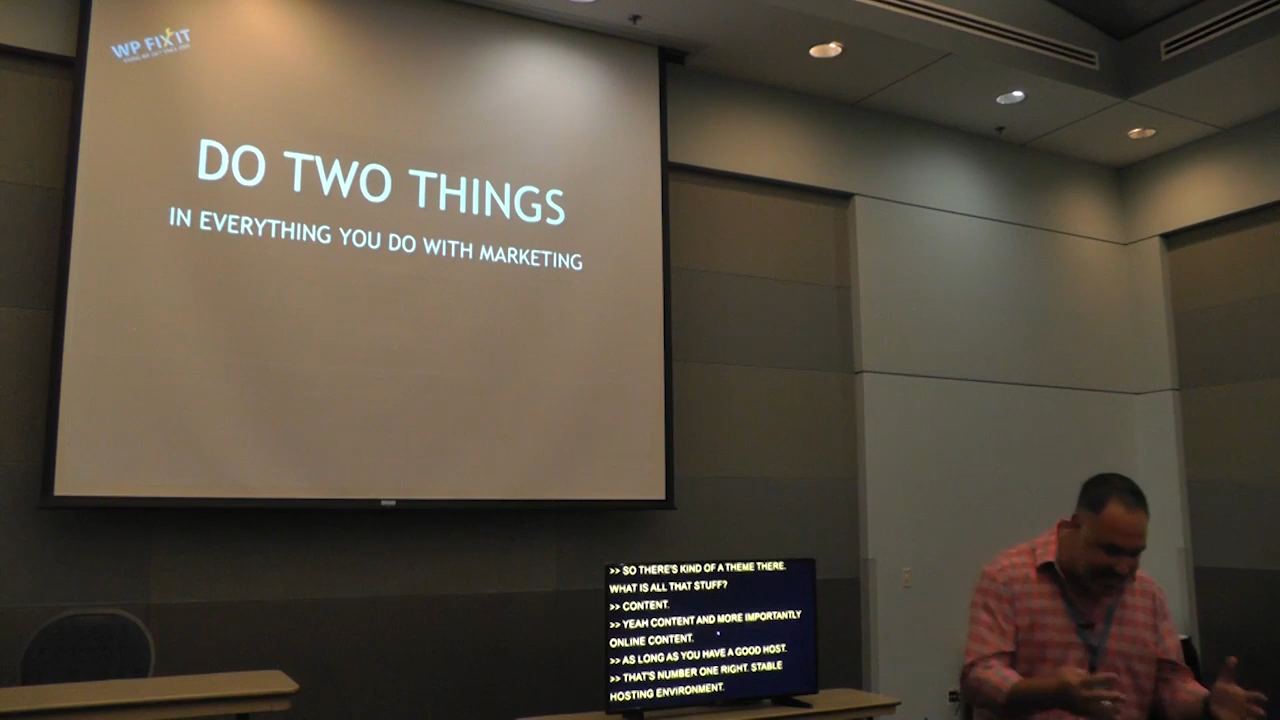 WP FIX IT
DO TWO THINGS
IN EVERYTHING YOU DO WITH MARKETING
>> SO THERE'S KIND OF A THEME THERE.
WHAT IS ALL THAT STUFF?
>> CONTENT.
>> YEAH CONTENT AND MORE IMPORTANTLY
ONLINE CONTENT.
>> AS LONG AS YOU HAVE A GOOD HOST.
>> THAT'S NUMBER ONE RIGHT. STABLE
HOSTING ENVIRONMENT.